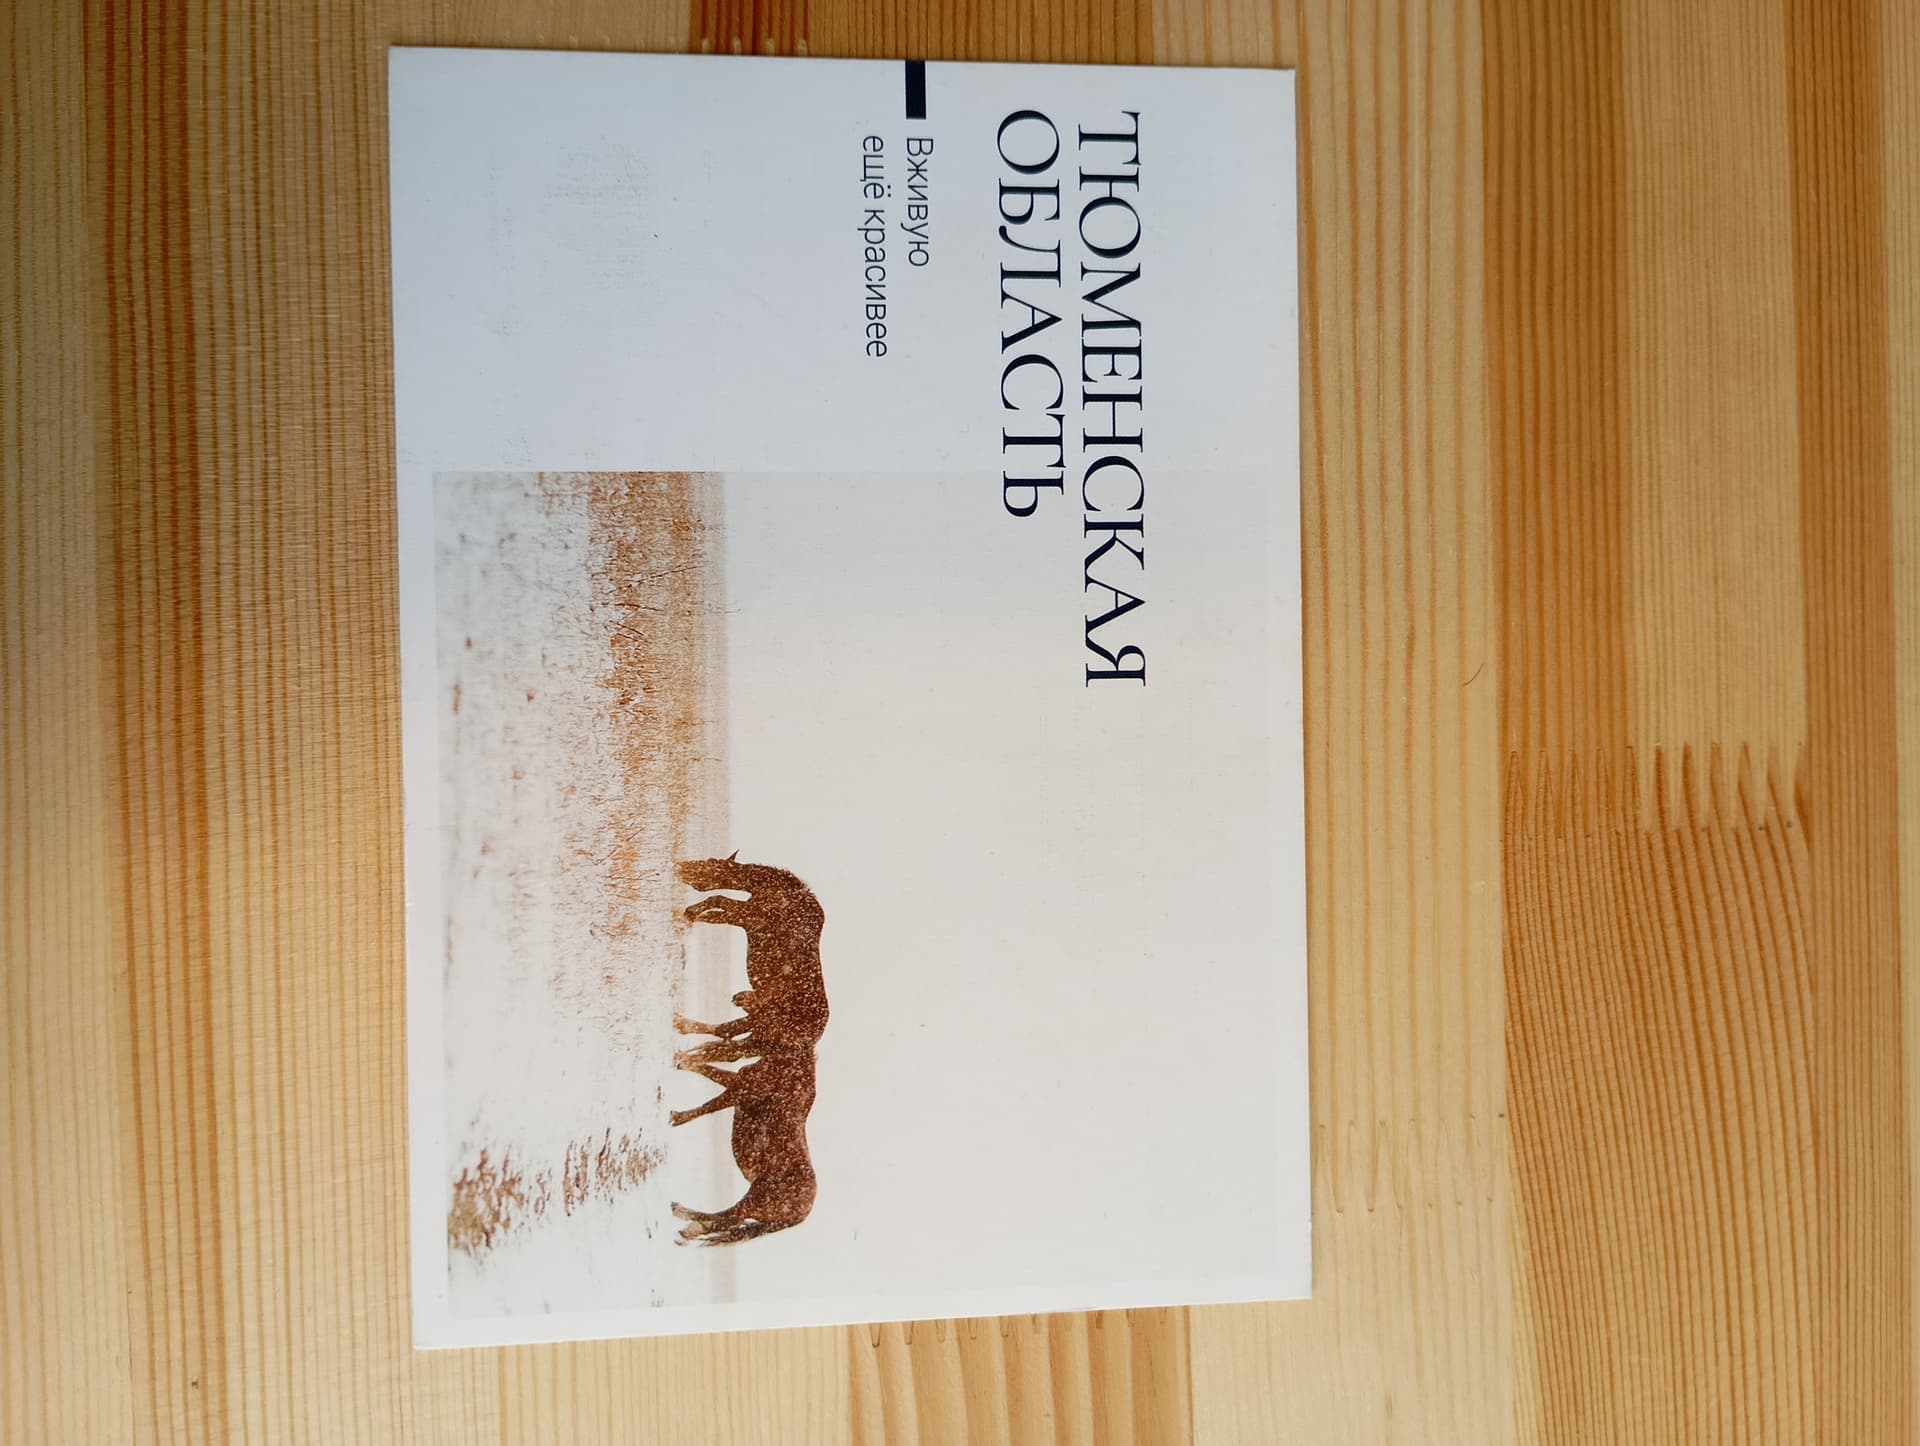 ТЮМЕНСКАЯ
ОБЛАСТЬ
Вживую
ещё красивее